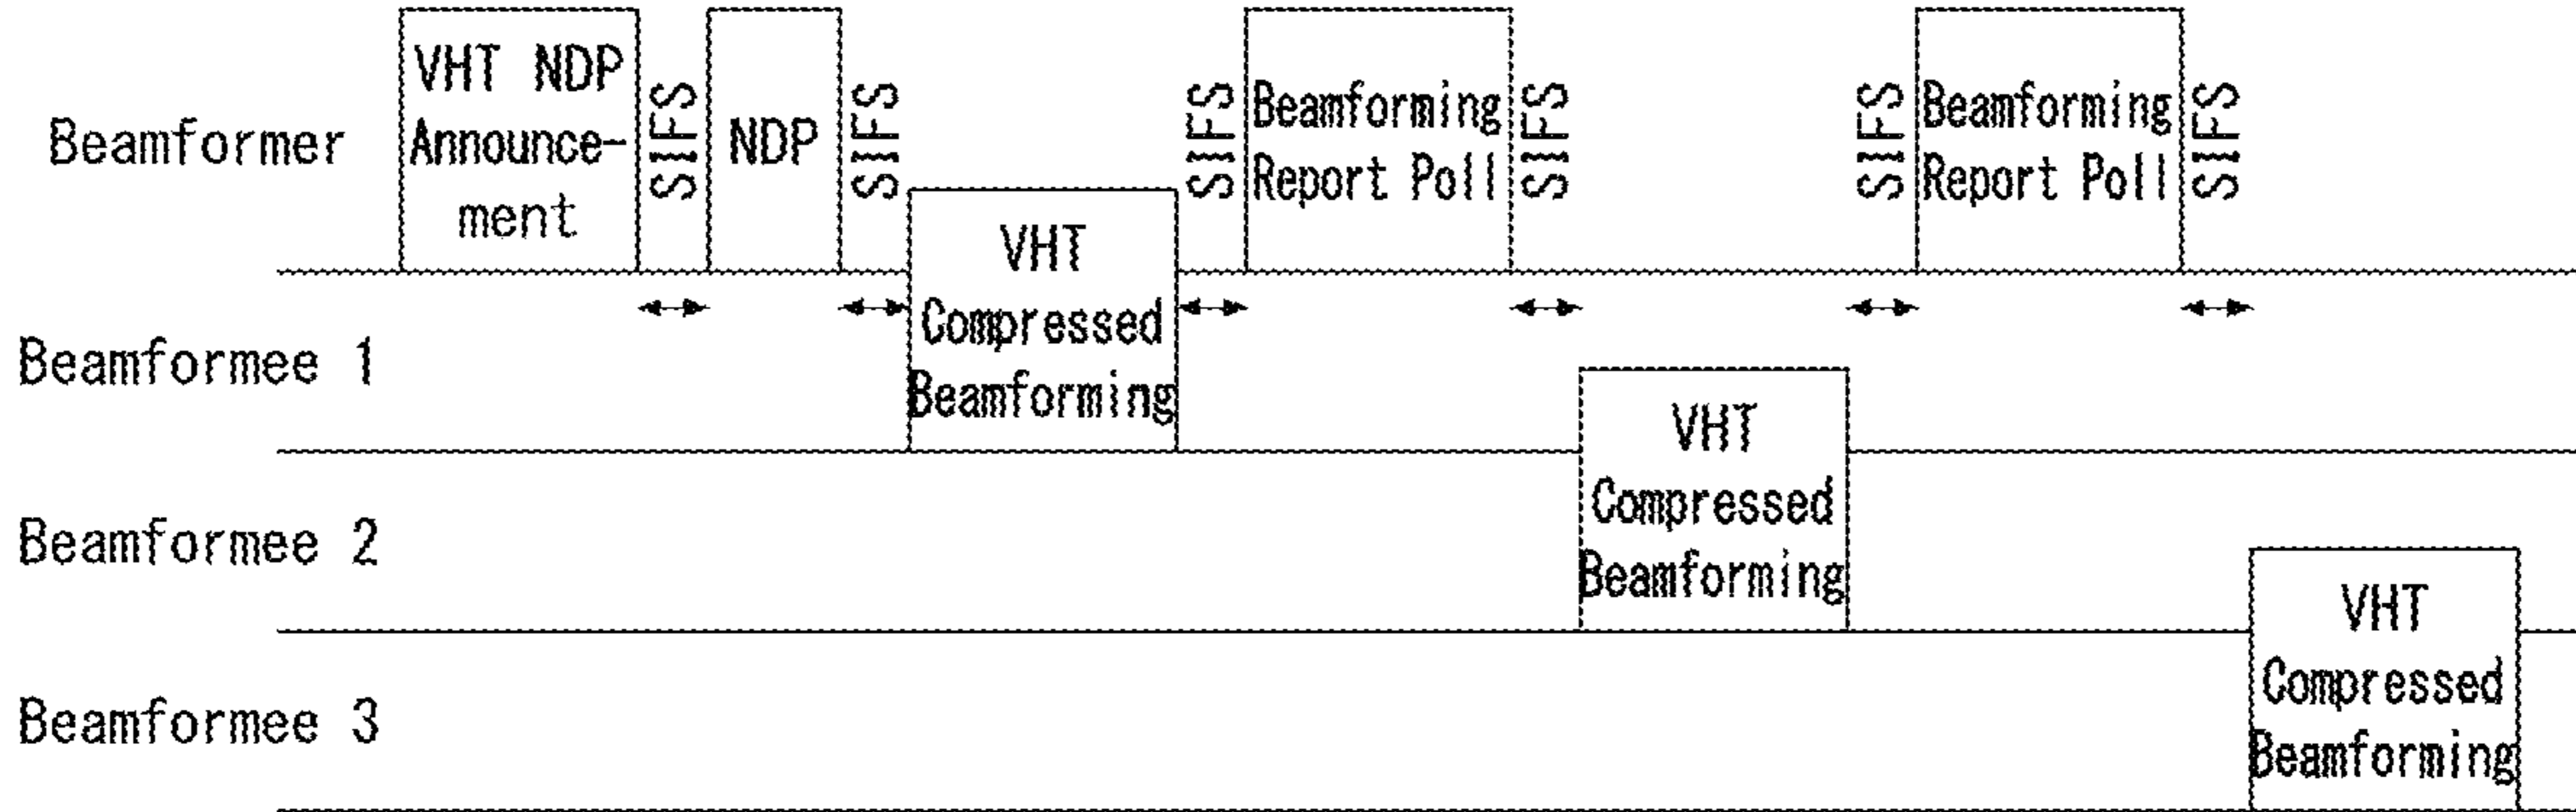 Beamformer
VHT NDP
Announce-
ment
SIFS
NDP
SIFS
SIFS
Beamforming
Report Poll
SIFS
SIFS
Beamforming
Report Poll
SIFS
Beamformee 1
VHT
Compressed
Beamforming
Beamformee 2
VHT
Compressed
Beamforming
Beamformee 3
VHT
Compressed
Beamforming